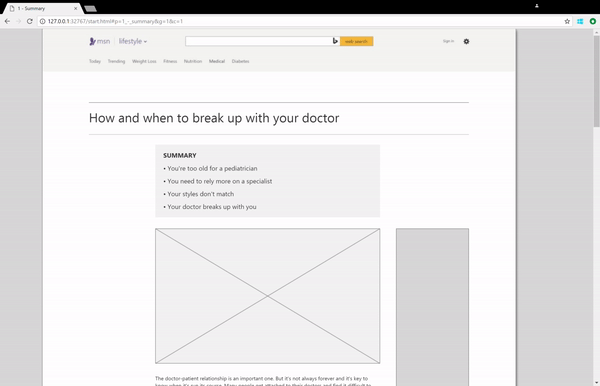 1 - Summary
127.0.0.1:32767/start.html#p=1_-_summary&g=1&c=1
msn lifestyle web search Sign in
Today Trending Weight Loss Fitness Nutrition Medical Diabetes
How and when to break up with your doctor
SUMMARY
• You're too old for a pediatrician
• You need to rely more on a specialist
• Your styles don't match
• Your doctor breaks up with you
The doctor-patient relationship is an important one. But it's not always forever and it's key to